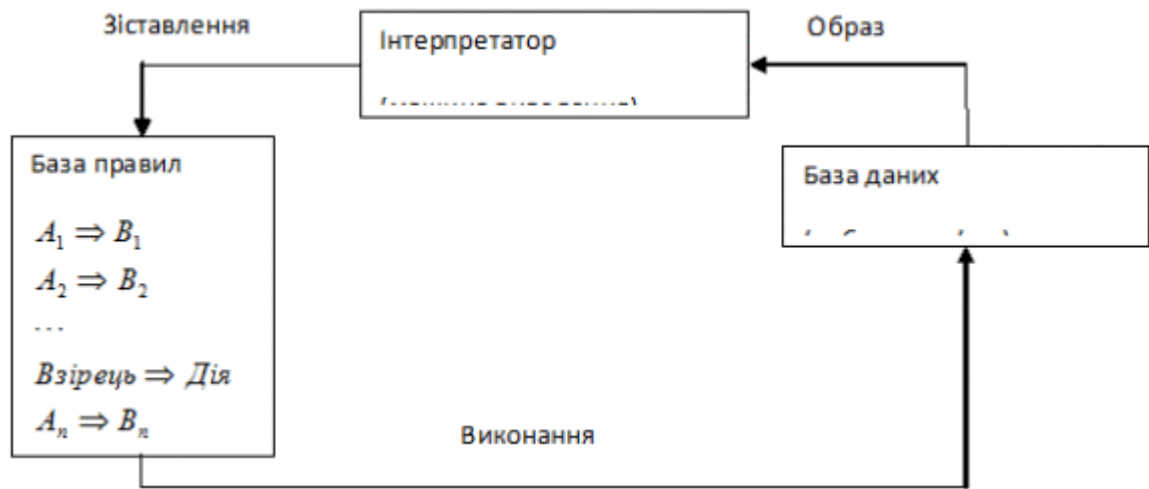 Зіставлення
Інтерпретатор
Образ
База правил
A₁ ⇒ B₁
A₂ ⇒ B₂
...
Взірець ⇒ Дія
Aₙ ⇒ Bₙ
База даних
Виконання